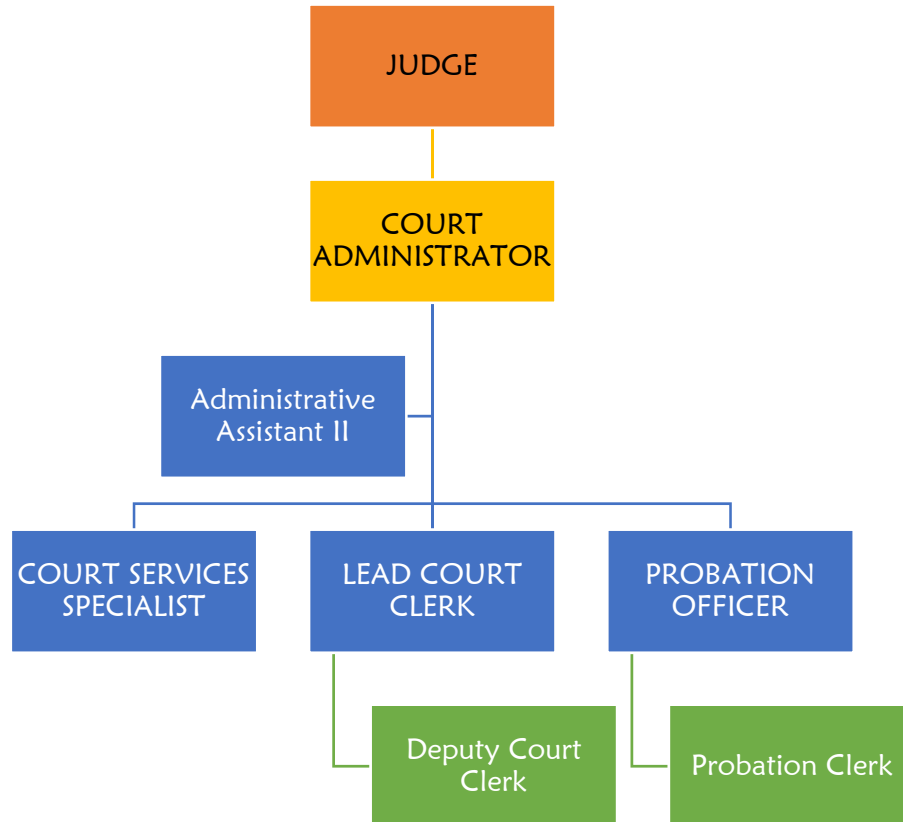 JUDGE
COURT
ADMINISTRATOR
Administrative
Assistant II
COURT SERVICES
SPECIALIST
LEAD COURT
CLERK
PROBATION
OFFICER
Deputy Court
Clerk
Probation Clerk